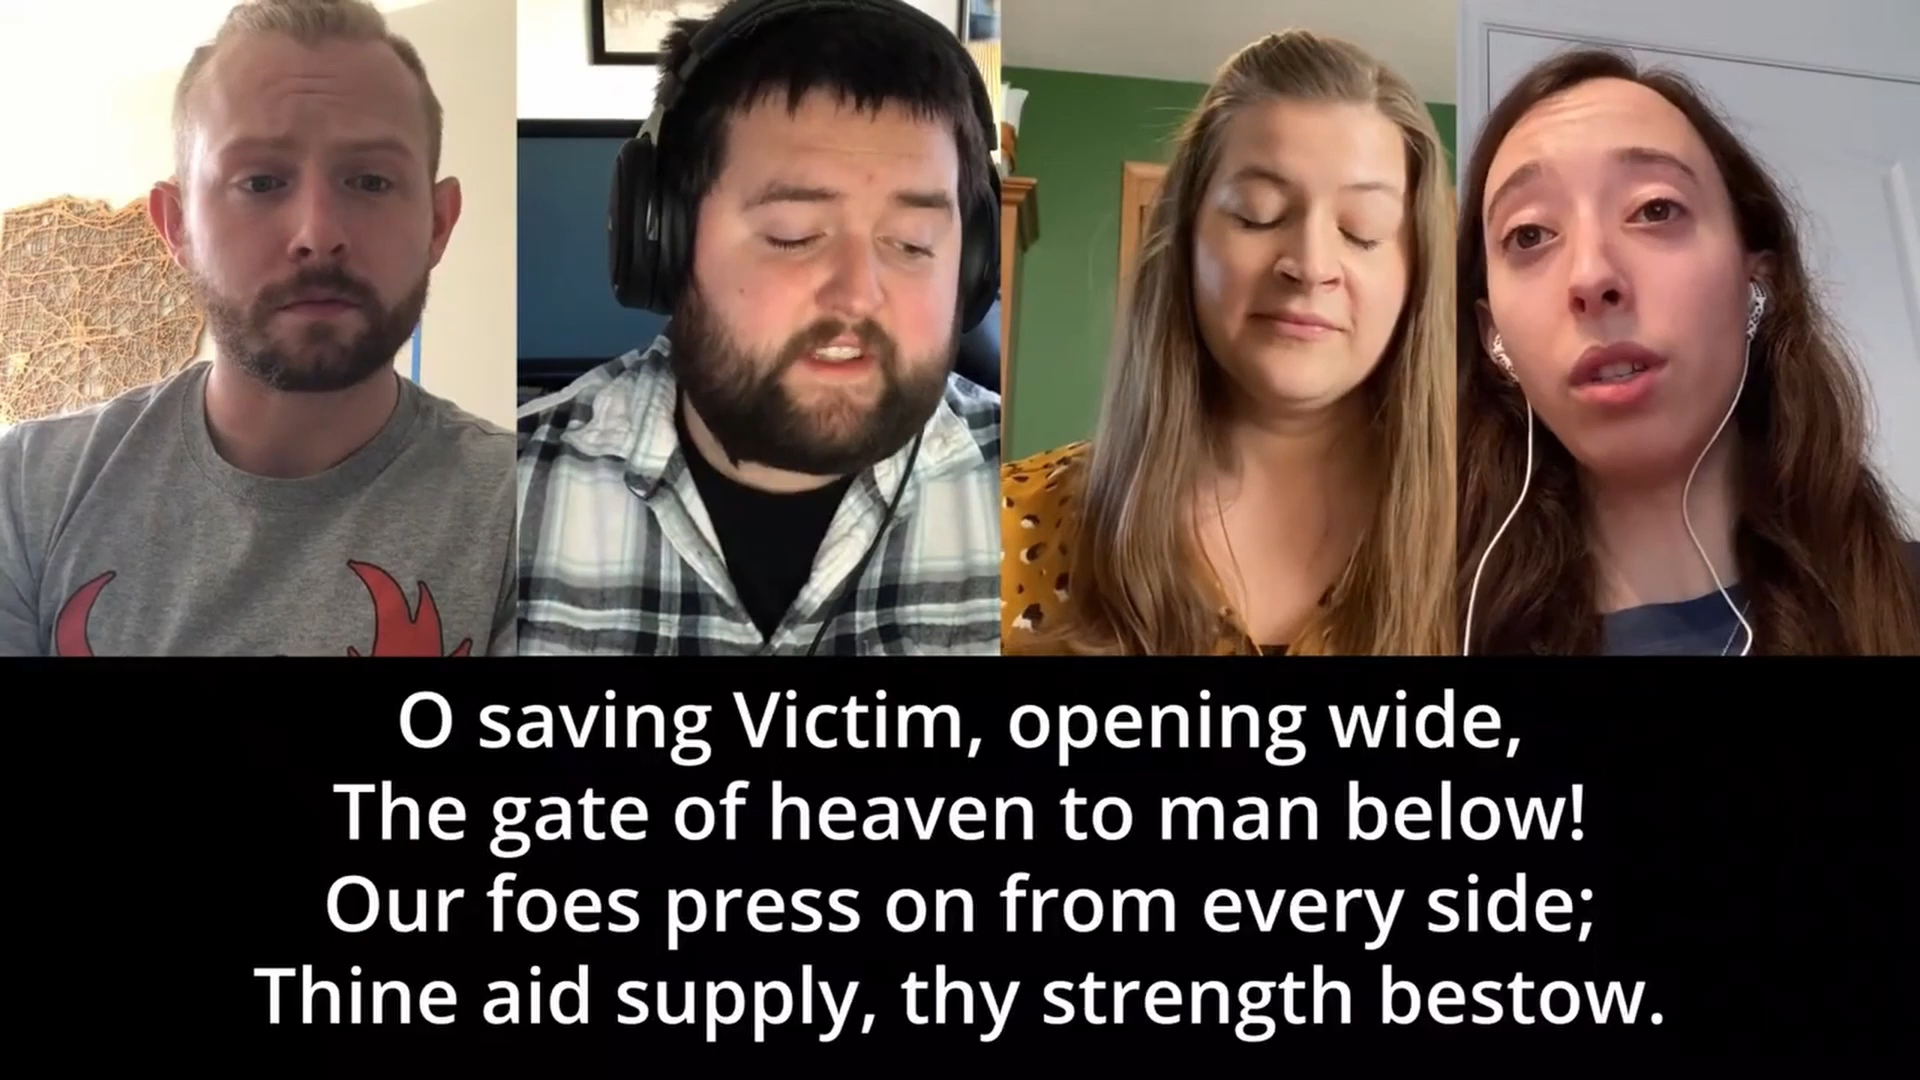 O saving Victim, opening wide,
The gate of heaven to man below!
Our foes press on from every side;
Thine aid supply, thy strength bestow.